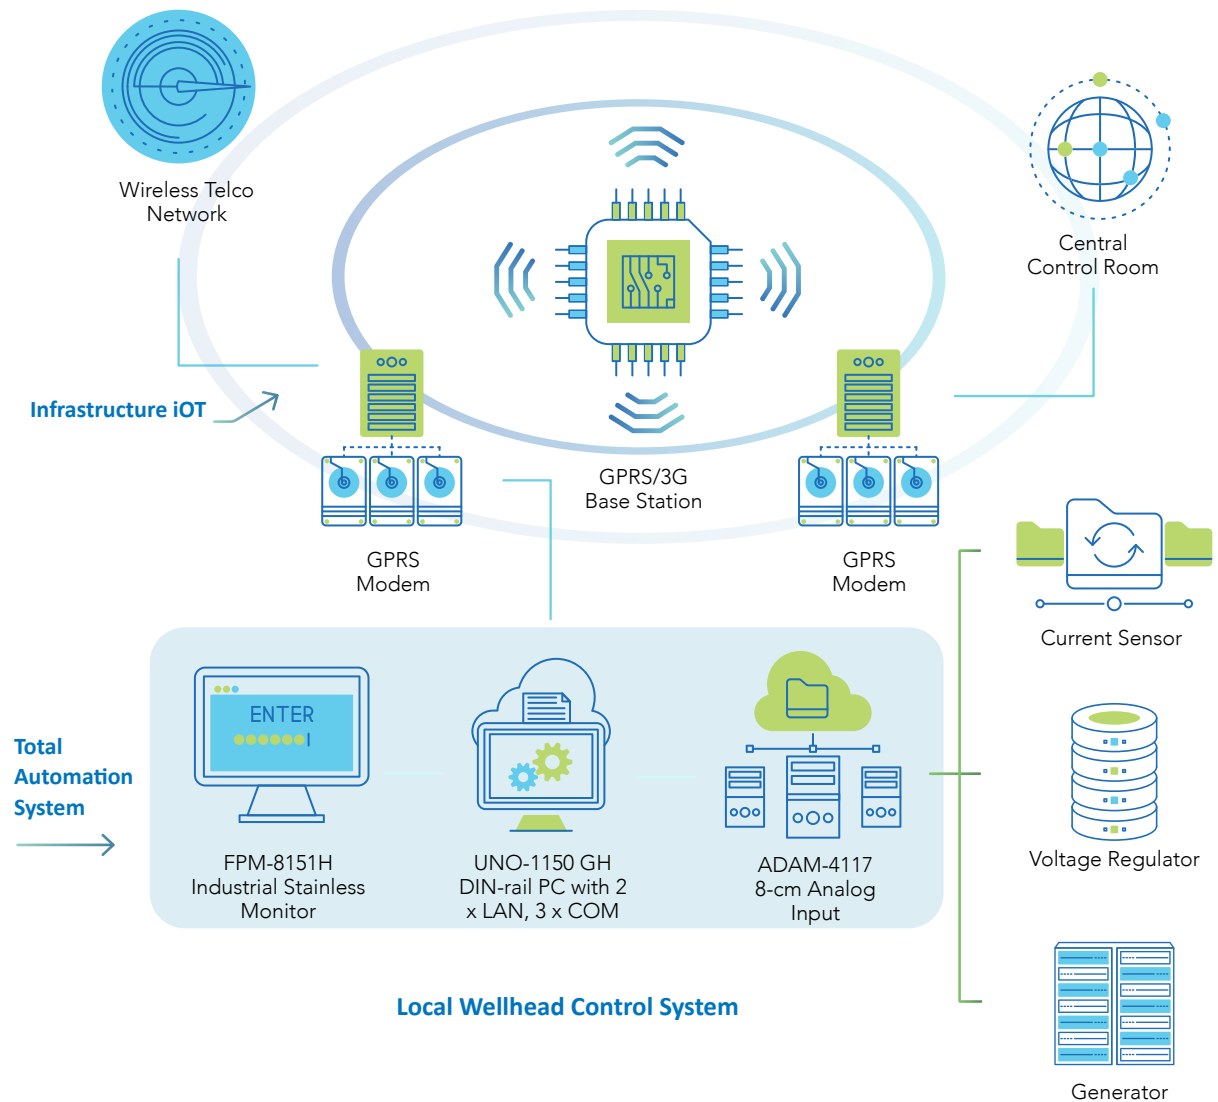 Wireless Telco
Network
Central
Control Room
Infrastructure iOT
GPRS/3G
Base Station
GPRS
Modem
GPRS
Modem
Current Sensor
ENTER
Total
Automation
System
FPM-8151H
Industrial Stainless
Monitor
UNO-1150 GH
DIN-rail PC with 2
x LAN, 3 x COM
ADAM-4117
8-cm Analog
Input
Voltage Regulator
Local Wellhead Control System
Generator